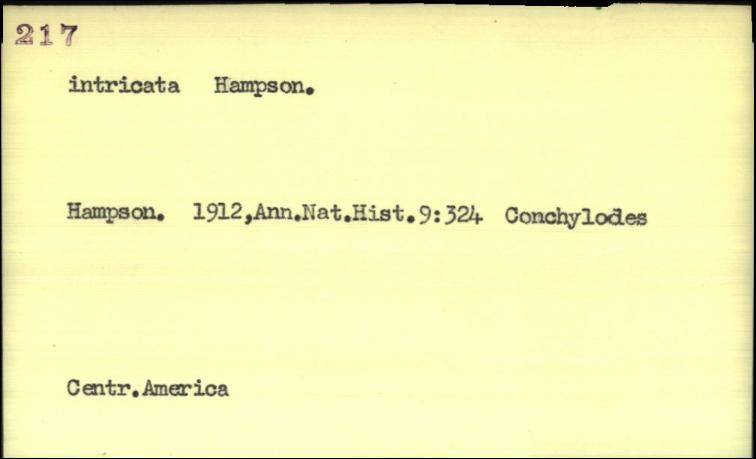 217
intricata Hampson.
Hampson. 1912,Ann.Nat.Hist.9:324 Conchylodes
Centr.America